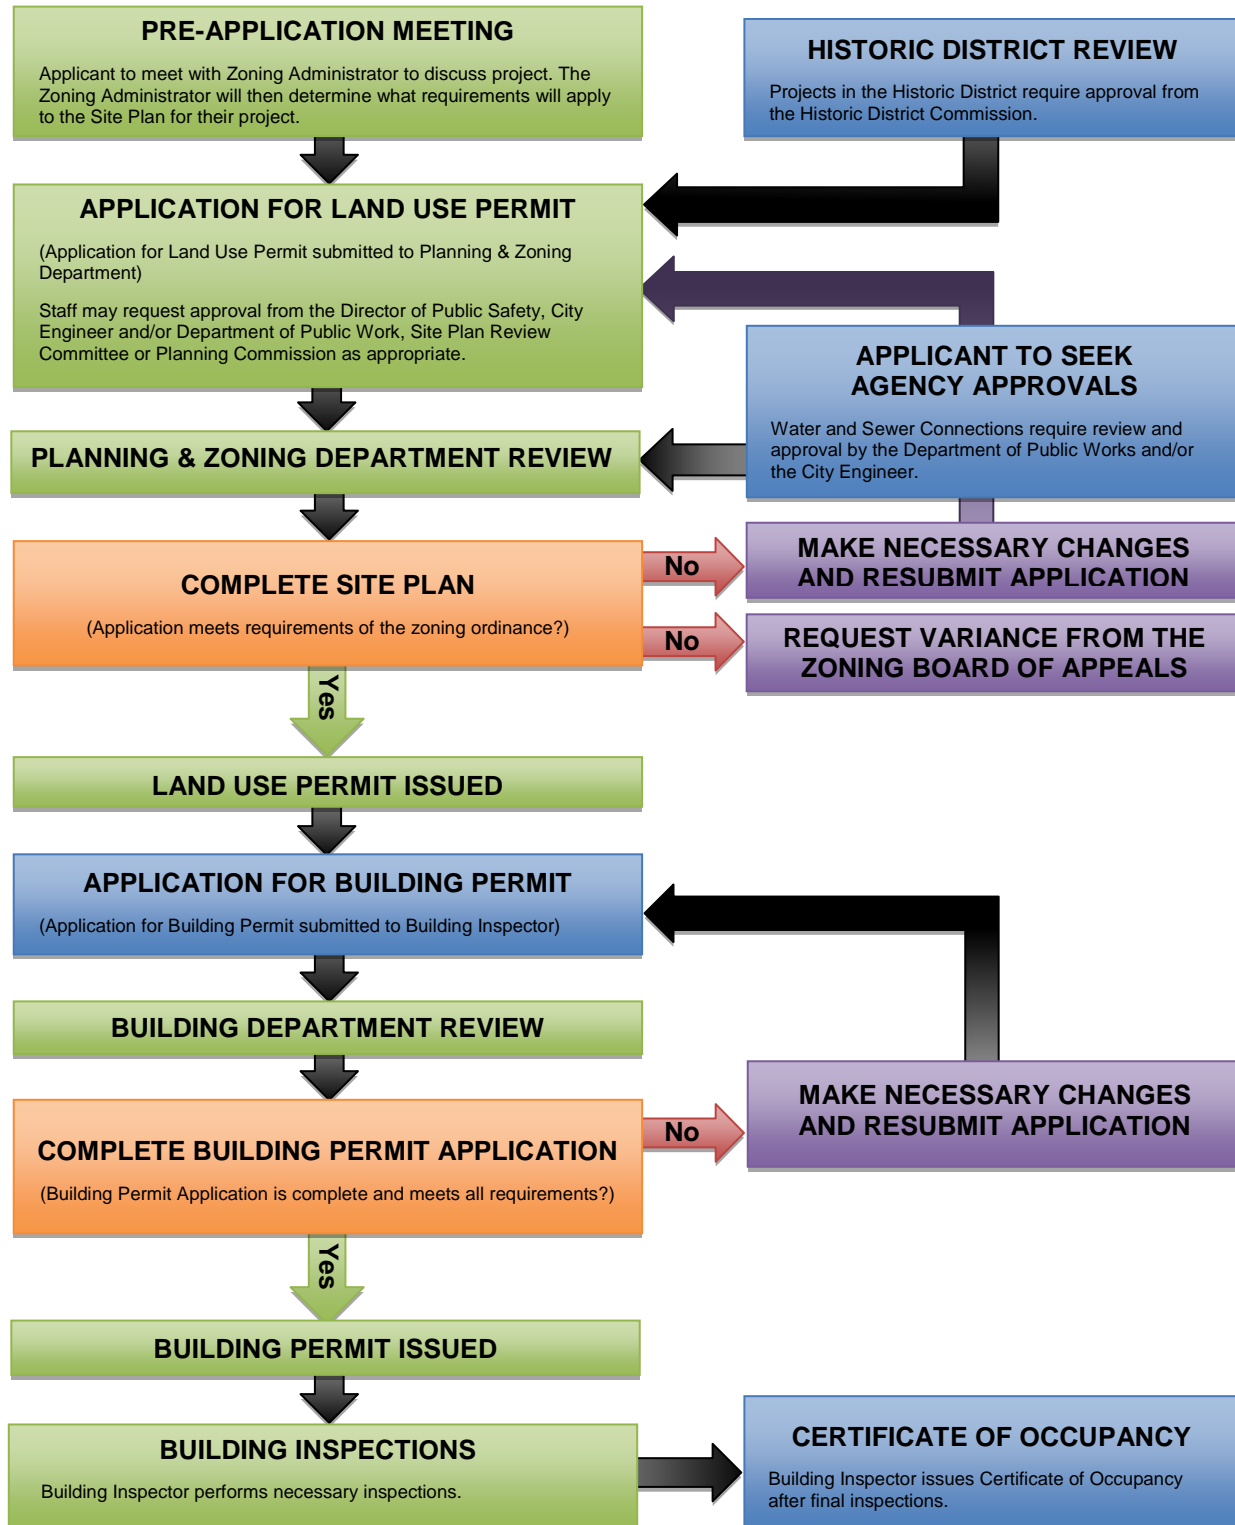 PRE-APPLICATION MEETING
Applicant to meet with Zoning Administrator to discuss project. The
Zoning Administrator will then determine what requirements will apply
to the Site Plan for their project.
HISTORIC DISTRICT REVIEW
Projects in the Historic District require approval from
the Historic District Commission.
APPLICATION FOR LAND USE PERMIT
(Application for Land Use Permit submitted to Planning & Zoning
Department)
Staff may request approval from the Director of Public Safety, City
Engineer and/or Department of Public Work, Site Plan Review
Committee or Planning Commission as appropriate.
APPLICANT TO SEEK
AGENCY APPROVALS
Water and Sewer Connections require review and
approval by the Department of Public Works and/or
the City Engineer.
PLANNING & ZONING DEPARTMENT REVIEW
COMPLETE SITE PLAN
(Application meets requirements of the zoning ordinance?)
No
MAKE NECESSARY CHANGES
AND RESUBMIT APPLICATION
No
REQUEST VARIANCE FROM THE
ZONING BOARD OF APPEALS
Yes
LAND USE PERMIT ISSUED
APPLICATION FOR BUILDING PERMIT
(Application for Building Permit submitted to Building Inspector)
BUILDING DEPARTMENT REVIEW
COMPLETE BUILDING PERMIT APPLICATION
(Building Permit Application is complete and meets all requirements?)
No
MAKE NECESSARY CHANGES
AND RESUBMIT APPLICATION
Yes
BUILDING PERMIT ISSUED
BUILDING INSPECTIONS
Building Inspector performs necessary inspections.
CERTIFICATE OF OCCUPANCY
Building Inspector issues Certificate of Occupancy
after final inspections.